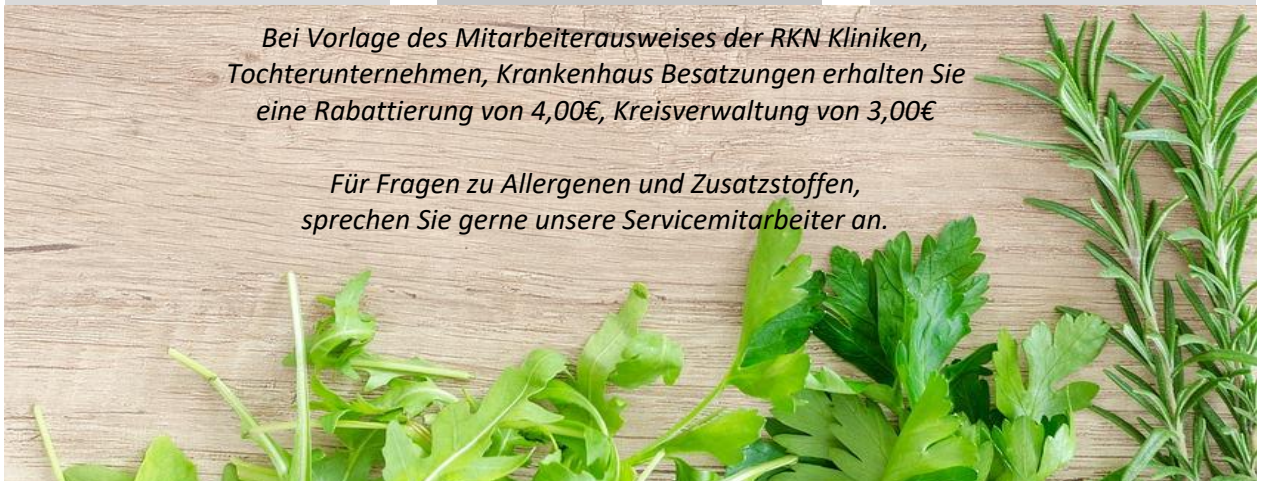 Bei Vorlage des Mitarbeiterausweises der RKN Kliniken,
Tochterunternehmen, Krankenhaus Besatzungen erhalten Sie
eine Rabattierung von 4,00€, Kreisverwaltung von 3,00€
Für Fragen zu Allergenen und Zusatzstoffen,
sprechen Sie gerne unsere Servicemitarbeiter an.